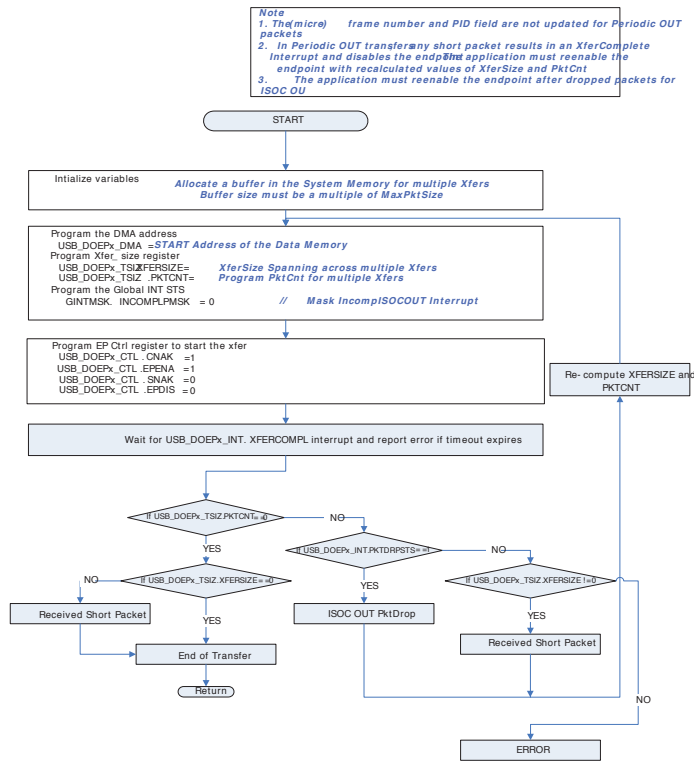 Note
1. The(micro) frame number and PID field are not updated for Periodic OUT
packets
2. In Periodic OUT transfers any short packet results in an XferComplete
Interrupt and disables the endpoint The application must reenable the
endpoint with recalculated values of XferSize and PktCnt
3. The application must reenable the endpoint after dropped packets for
ISOC OU
START
Intialize variables Allocate a buffer in the System Memory for multiple Xfers
Buffer size must be a multiple of MaxPktSize
Program the DMA address
USB_DOEPx_DMA =START Address of the Data Memory
Program Xfer_ size register
USB_DOEPx_TSIZ.XFERSIZE= XferSize Spanning across multiple Xfers
USB_DOEPx_TSIZ .PKTCNT= Program PktCnt for multiple Xfers
Program the Global INT STS
GINTMSK. INCOMPLPMSK = 0 // Mask IncompISOCOUT Interrupt
Program EP Ctrl register to start the xfer
USB_DOEPx_CTL . CNAK =1
USB_DOEPx_CTL .EPENA =1
USB_DOEPx_CTL . SNAK =0
USB_DOEPx_CTL .EPDIS =0
Re- compute XFERSIZE and
PKTCNT
Wait for USB_DOEPx_INT. XFERCOMPL interrupt and report error if timeout expires
If USB_DOEPx_TSIZ.PKTCNT==0
NO
YES
If USB_DOEPx_INT.PKTDRPSTS==1
NO
NO
If USB_DOEPx_TSIZ.XFERSIZE==0
YES
If USB_DOEPx_TSIZ.XFERSIZE !=0
Received Short Packet
YES
ISOC OUT PktDrop
YES
Received Short Packet
End of Transfer
Return
NO
ERROR